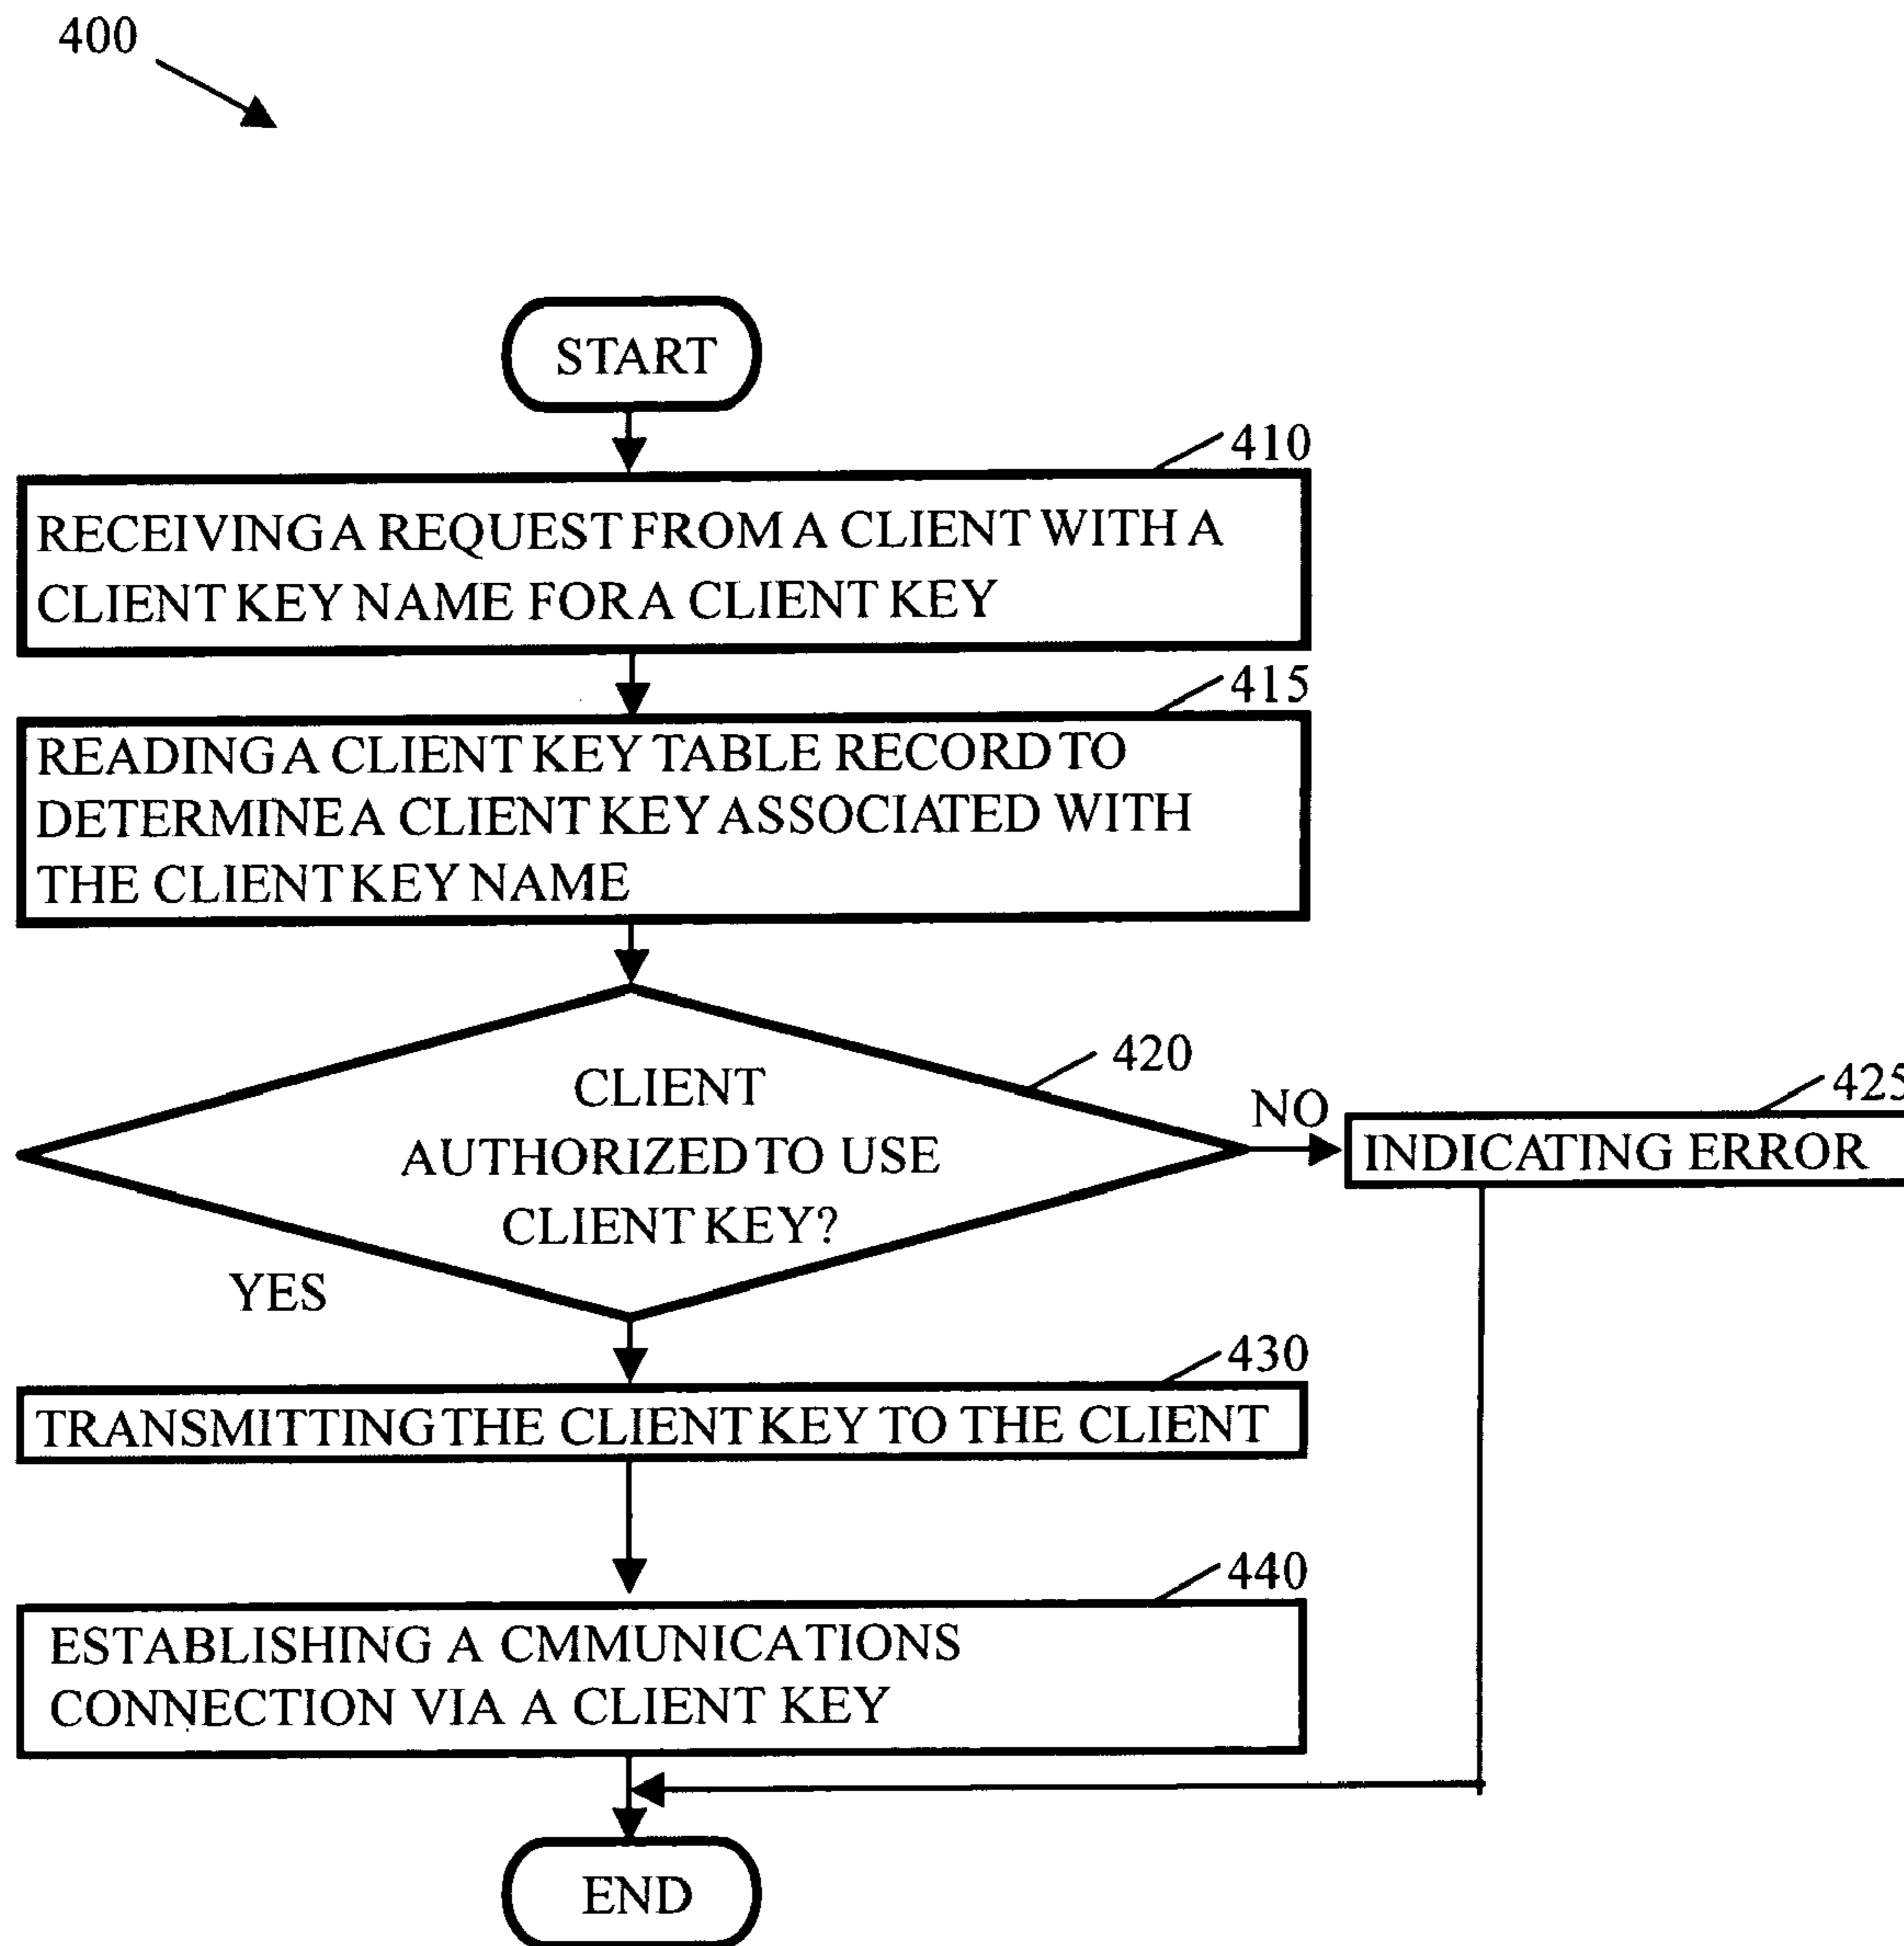 400
START
410
RECEIVING A REQUEST FROM A CLIENT WITH A
CLIENT KEY NAME FOR A CLIENT KEY
415
READING A CLIENT KEY TABLE RECORD TO
DETERMINE A CLIENT KEY ASSOCIATED WITH
THE CLIENT KEY NAME
420
CLIENT
AUTHORIZED TO USE
CLIENT KEY?
NO
425
INDICATING ERROR
YES
430
TRANSMITTING THE CLIENT KEY TO THE CLIENT
440
ESTABLISHING A CMMUNICATIONS
CONNECTION VIA A CLIENT KEY
END